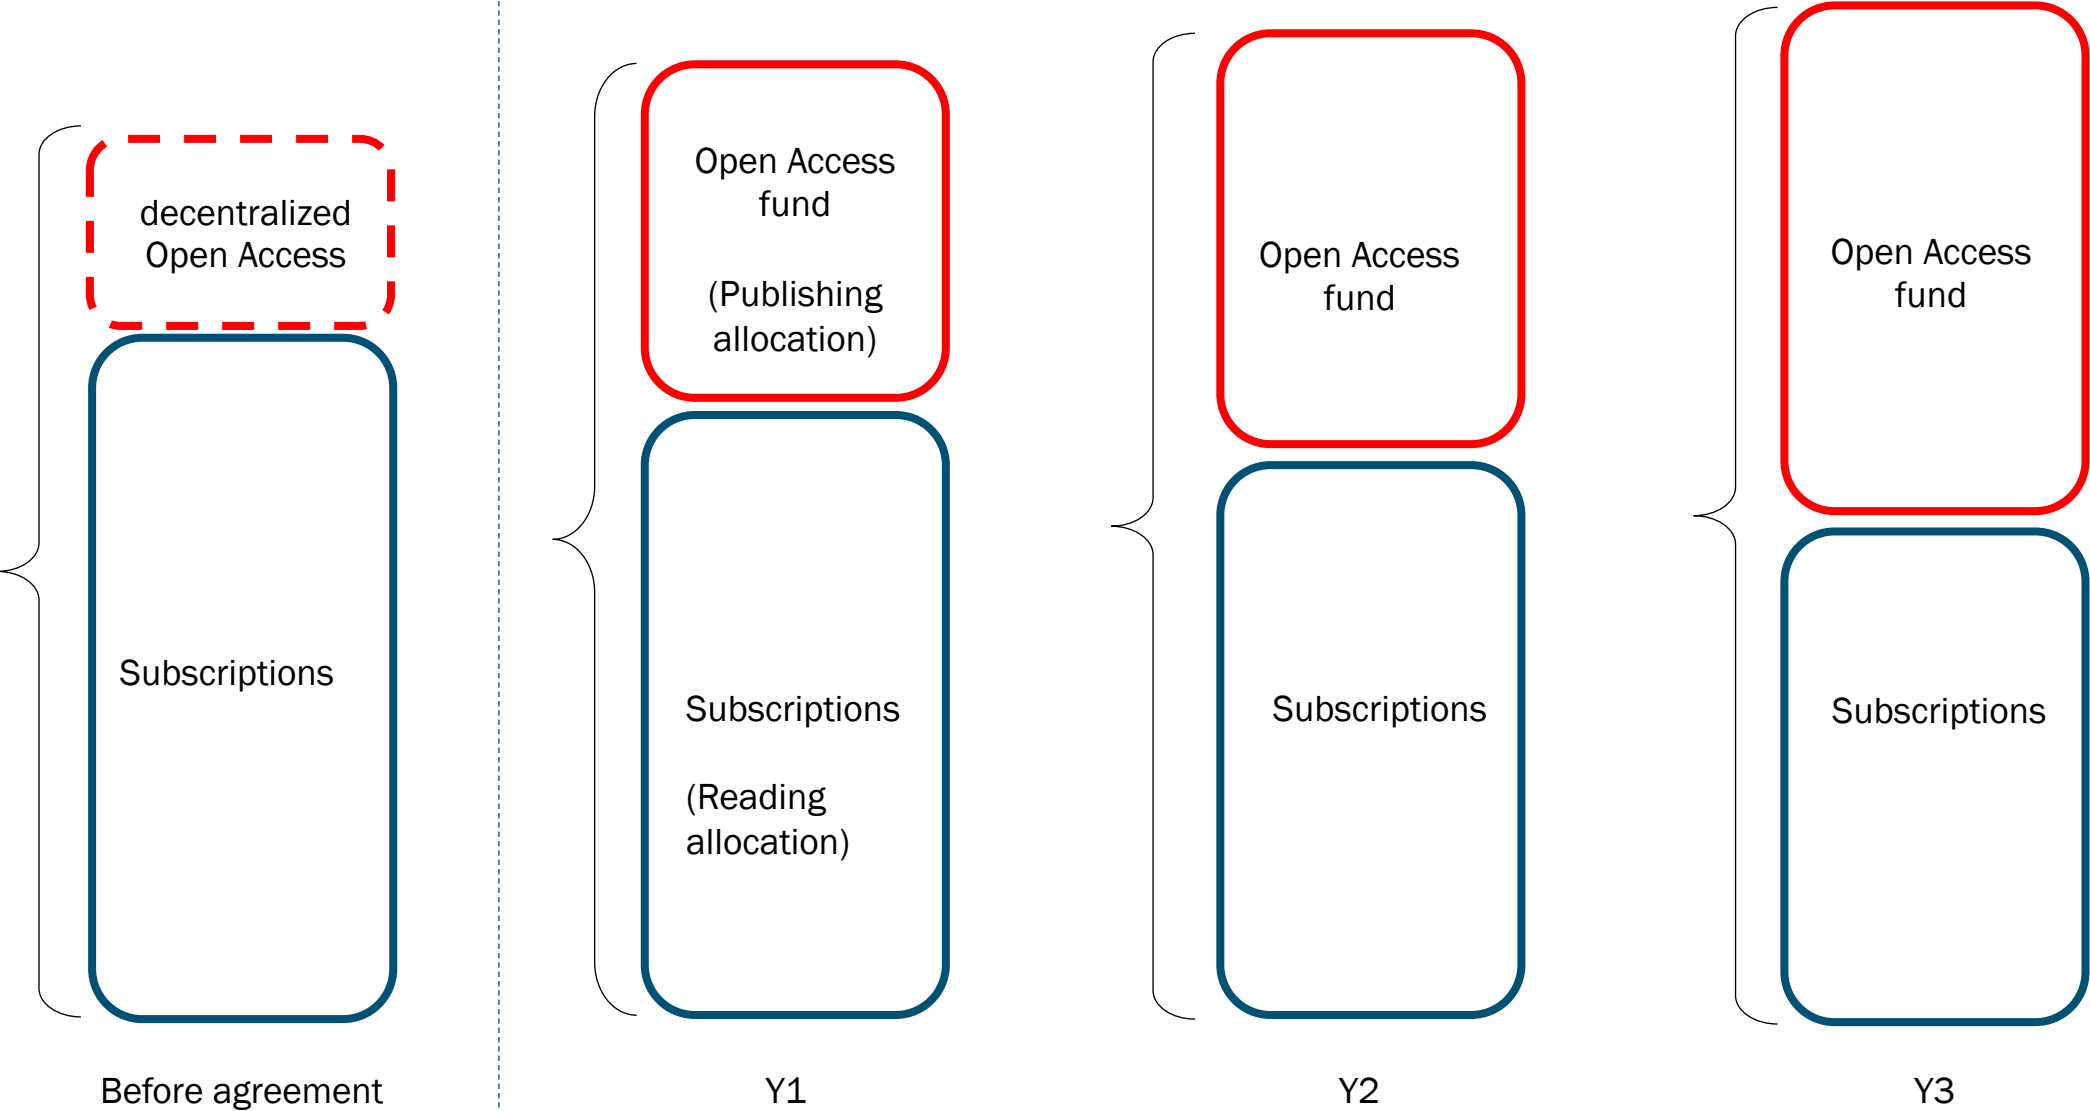 decentralized
Open Access
Subscriptions
Before agreement
Open Access
fund
(Publishing
allocation)
Subscriptions
(Reading
allocation)
Y1
Open Access
fund
Subscriptions
Y2
Open Access
fund
Subscriptions
Y3